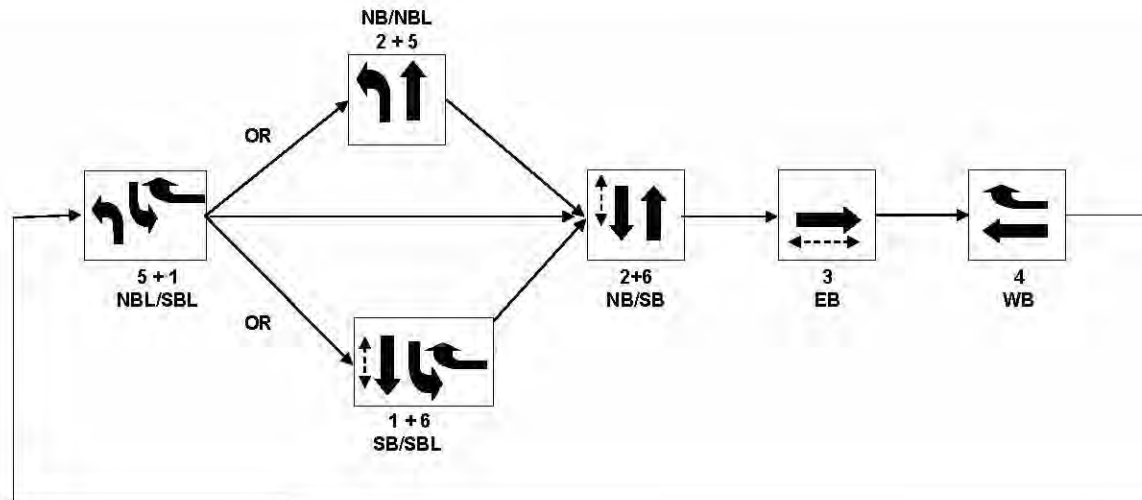 NB/NBL
2 + 5
OR
5 + 1
NBL/SBL
OR
1 + 6
SB/SBL
2+6
NB/SB
3
EB
4
WB